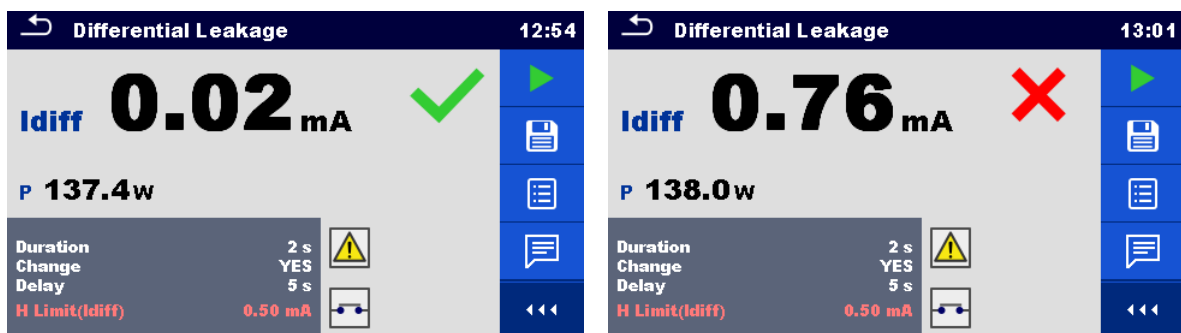 Differential Leakage 12:54
Idiff 0.02 mA
P 137.4 w
Duration 2 s
Change YES
Delay 5 s
H Limit(Idiff) 0.50 mA
Differential Leakage 13:01
Idiff 0.76 mA
P 138.0 w
Duration 2 s
Change YES
Delay 5 s
H Limit(Idiff) 0.50 mA